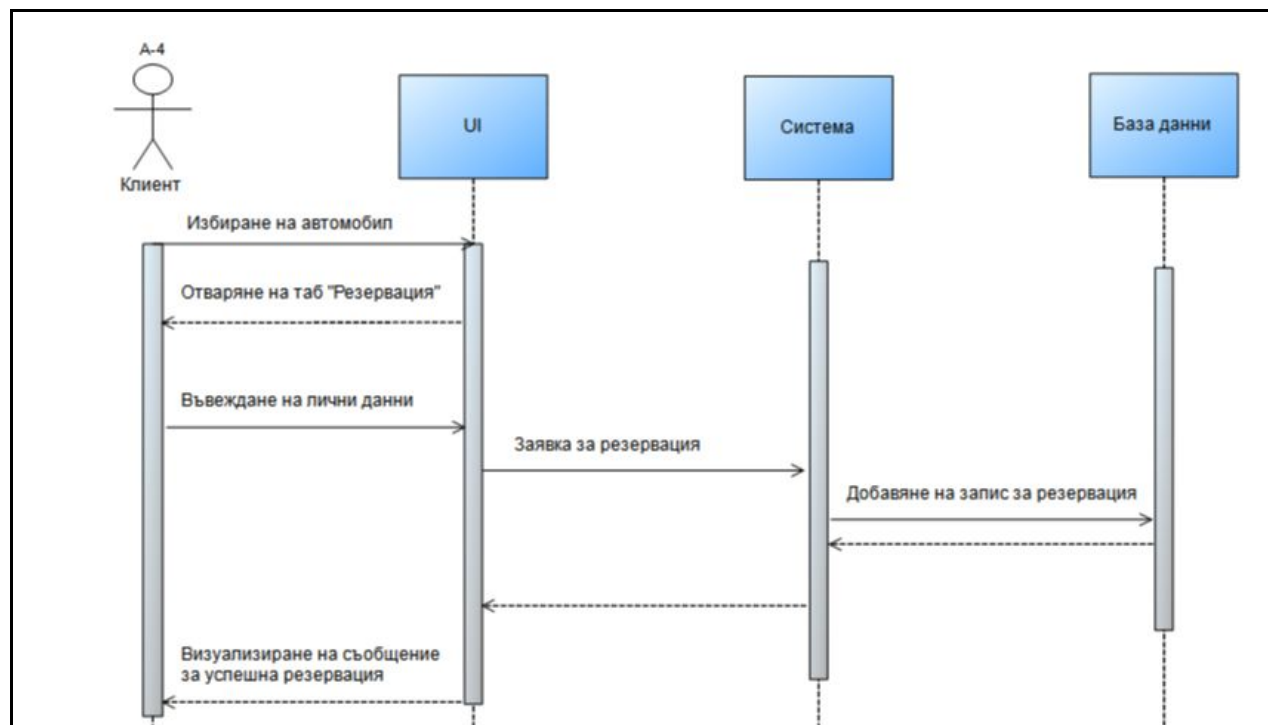 A-4
Клиент
UI
Система
База данни
Избиране на автомобил
Отваряне на таб "Резервация"
Въвеждане на лични данни
Заявка за резервация
Добавяне на запис за резервация
Визуализиране на съобщение
за успешна резервация